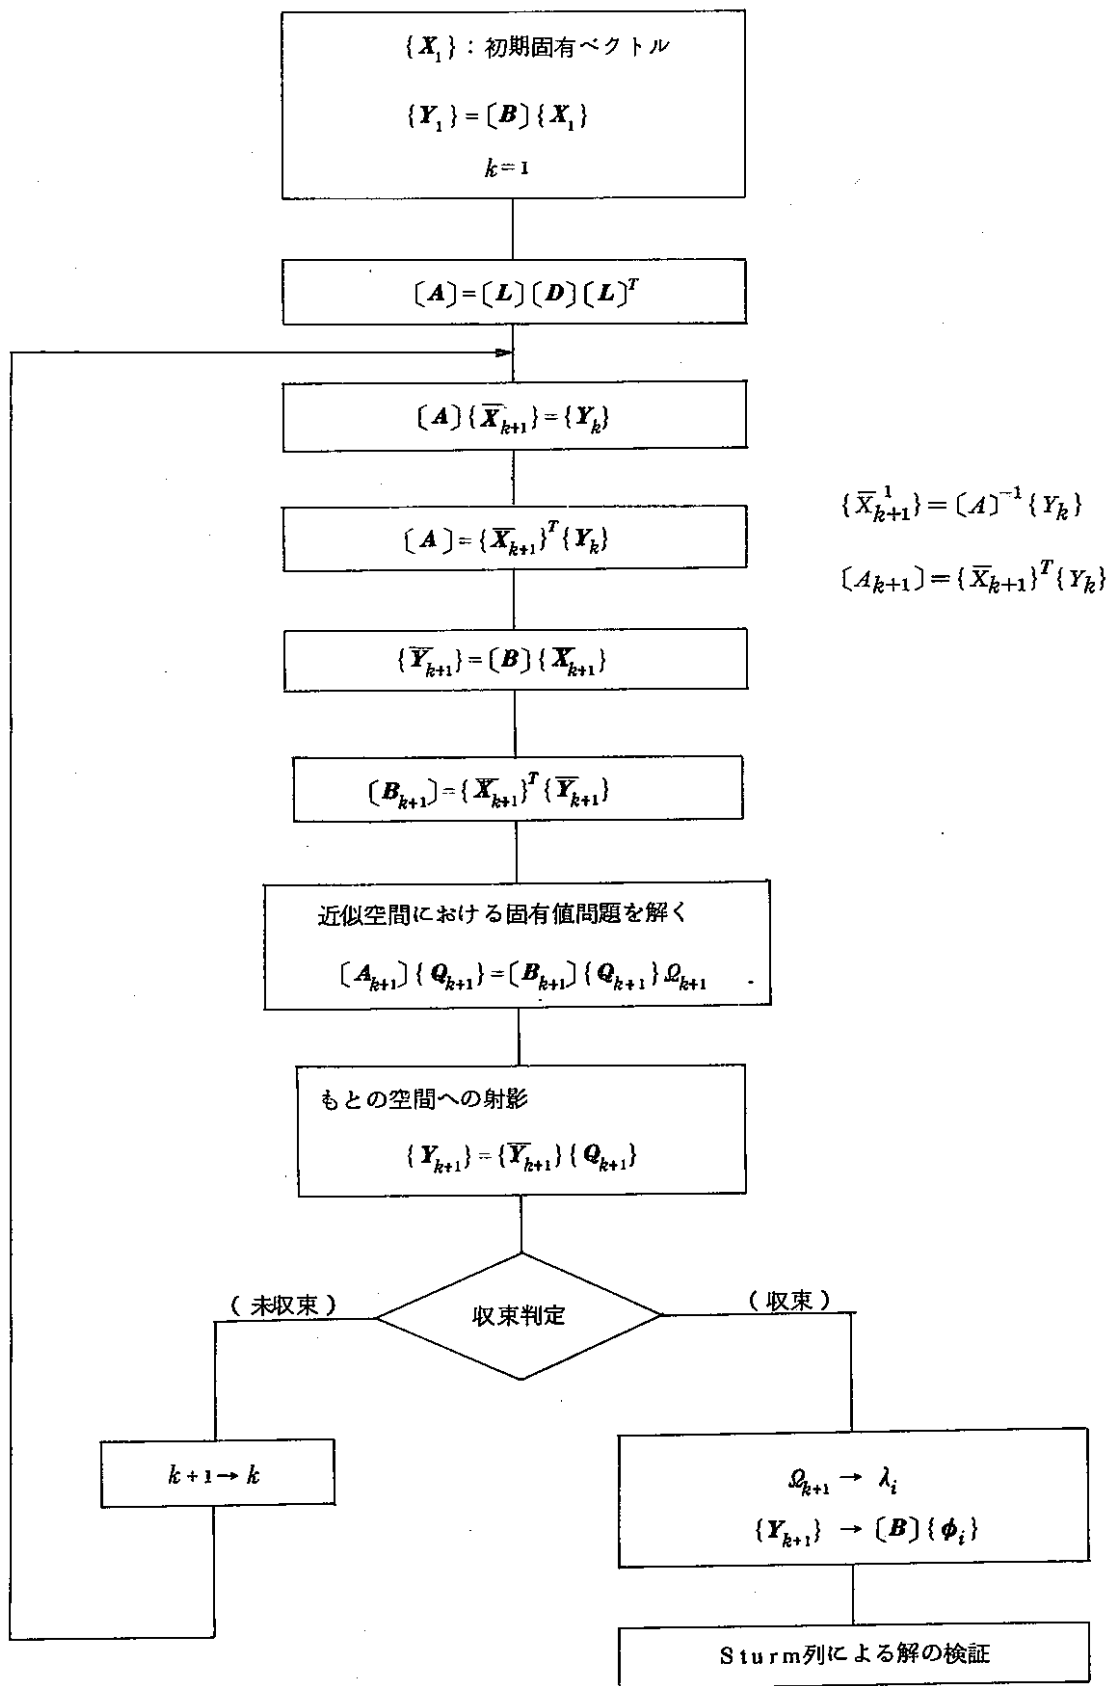 {X₁} : 初期固有ベクトル
{Y₁} = [B]{X₁}
k = 1
[A] = [L][D][L]ᵀ
[A]{X̅ₖ₊₁} = {Yₖ}
[A] = {X̅ₖ₊₁}ᵀ{Yₖ}
{X̅¹ₖ₊₁} = [A]⁻¹{Yₖ}
[Aₖ₊₁] = {X̅ₖ₊₁}ᵀ{Yₖ}
{Y̅ₖ₊₁} = [B]{X̅ₖ₊₁}
[Bₖ₊₁] = {X̅ₖ₊₁}ᵀ{Y̅ₖ₊₁}
近似空間における固有値問題を解く
[Aₖ₊₁]{Qₖ₊₁} = [Bₖ₊₁]{Qₖ₊₁}Ωₖ₊₁
もとの空間への射影
{Yₖ₊₁} = {Y̅ₖ₊₁}{Qₖ₊₁}
収束判定
(未収束)
(収束)
k + 1 → k
Ωₖ₊₁ → λᵢ
{Yₖ₊₁} → [B]{ϕᵢ}
Sturm列による解の検証